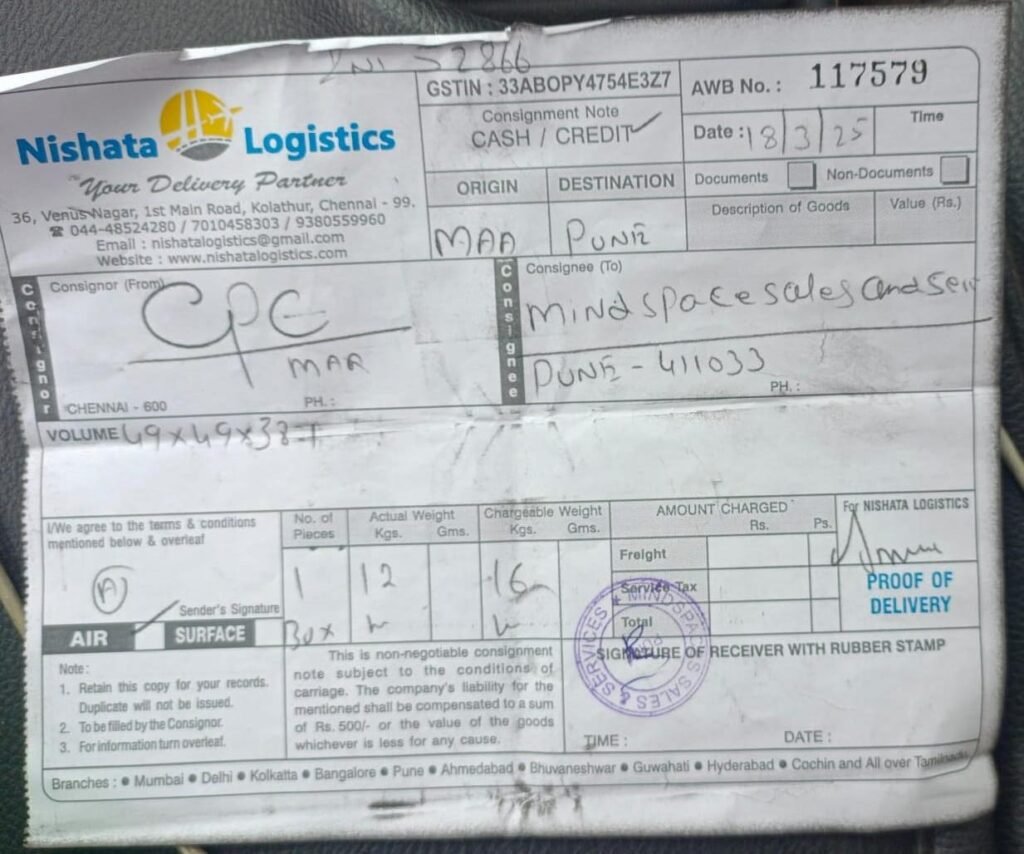 52866
Nishata Logistics
Your Delivery Partner
36, Venus Nagar, 1st Main Road, Kolathur, Chennai - 99.
☎ 044-48524280 / 7010458303 / 9380559960
Email : nishatalogistics@gmail.com
Website : www.nishatalogistics.com
GSTIN : 33ABOPY4754E3Z7
Consignment Note
CASH / CREDIT ✓
AWB No. : 117579
Date : 18/3/25
Time
ORIGIN
DESTINATION
MAA
PUNE
Documents
Non-Documents
Description of Goods
Value (Rs.)
Consignor
Consignor (From)
CPC
MAA
CHENNAI - 600
PH. :
Consignee
Consignee (To)
Mindspace sales and Ser
PUNE - 411033
PH. :
VOLUME 49x49x38-1
I/We agree to the terms & conditions
mentioned below & overleaf
(A)
Sender's Signature
AIR
SURFACE
No. of
Pieces
1
Box
Actual Weight
Kgs. Gms.
12
Chargeable Weight
Kgs. Gms.
16
AMOUNT CHARGED
Rs. Ps.
Freight
Service Tax
Total
For NISHATA LOGISTICS
PROOF OF
DELIVERY
Note :
1. Retain this copy for your records.
Duplicate will not be issued.
2. To be filled by the Consignor.
3. For information turn overleaf.
This is non-negotiable consignment
note subject to the conditions of
carriage. The company's liability for the
mentioned shall be compensated to a sum
of Rs. 500/- or the value of the goods
whichever is less for any cause.
SIGNATURE OF RECEIVER WITH RUBBER STAMP
MINDSPACE SALES & SERVICES
TIME :
DATE :
Branches : ● Mumbai ● Delhi ● Kolkatta ● Bangalore ● Pune ● Ahmedabad ● Bhuvaneshwar ● Guwahati ● Hyderabad ● Cochin and All over Tamilnadu